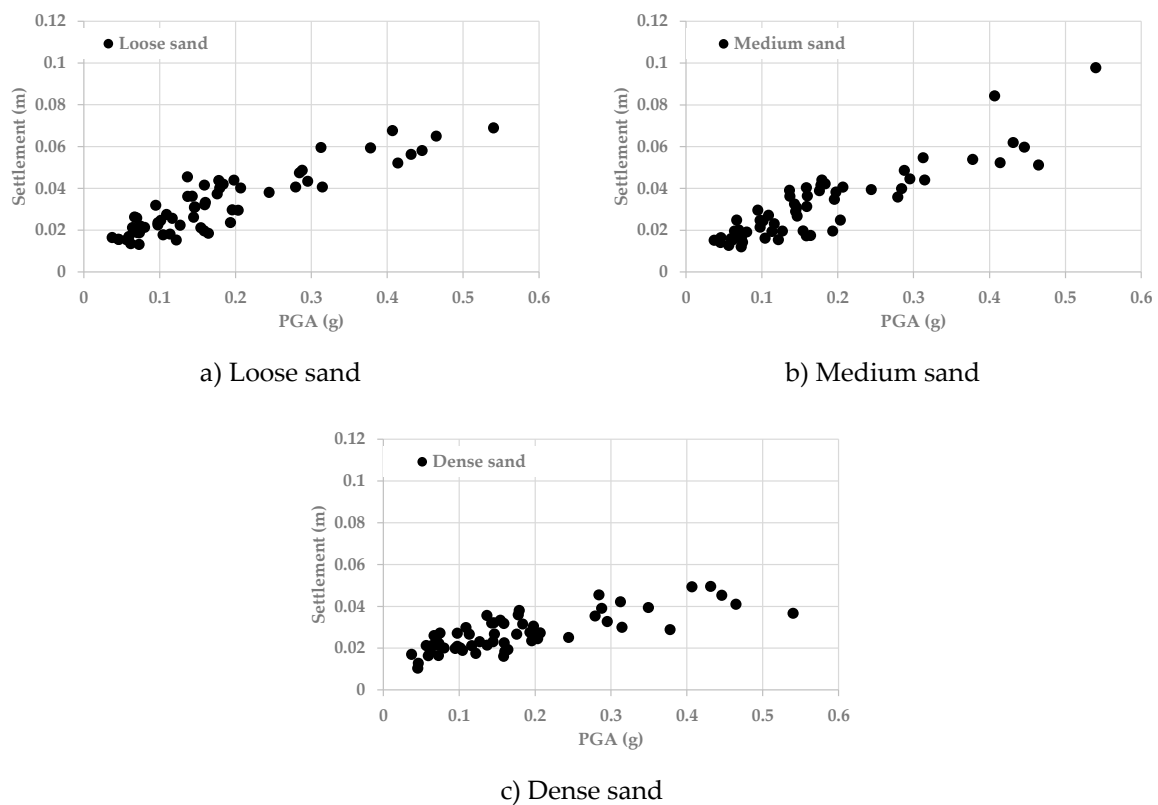 0.12
Loose sand
0.1
0.08
0.06
0.04
0.02
0
Settlement (m)
0 0.1 0.2 0.3 0.4 0.5 0.6
PGA (g)
a) Loose sand
0.12
Medium sand
0.1
0.08
0.06
0.04
0.02
0
Settlement (m)
0 0.1 0.2 0.3 0.4 0.5 0.6
PGA (g)
b) Medium sand
0.12
Dense sand
0.1
0.08
0.06
0.04
0.02
0
Settlement (m)
0 0.1 0.2 0.3 0.4 0.5 0.6
PGA (g)
c) Dense sand